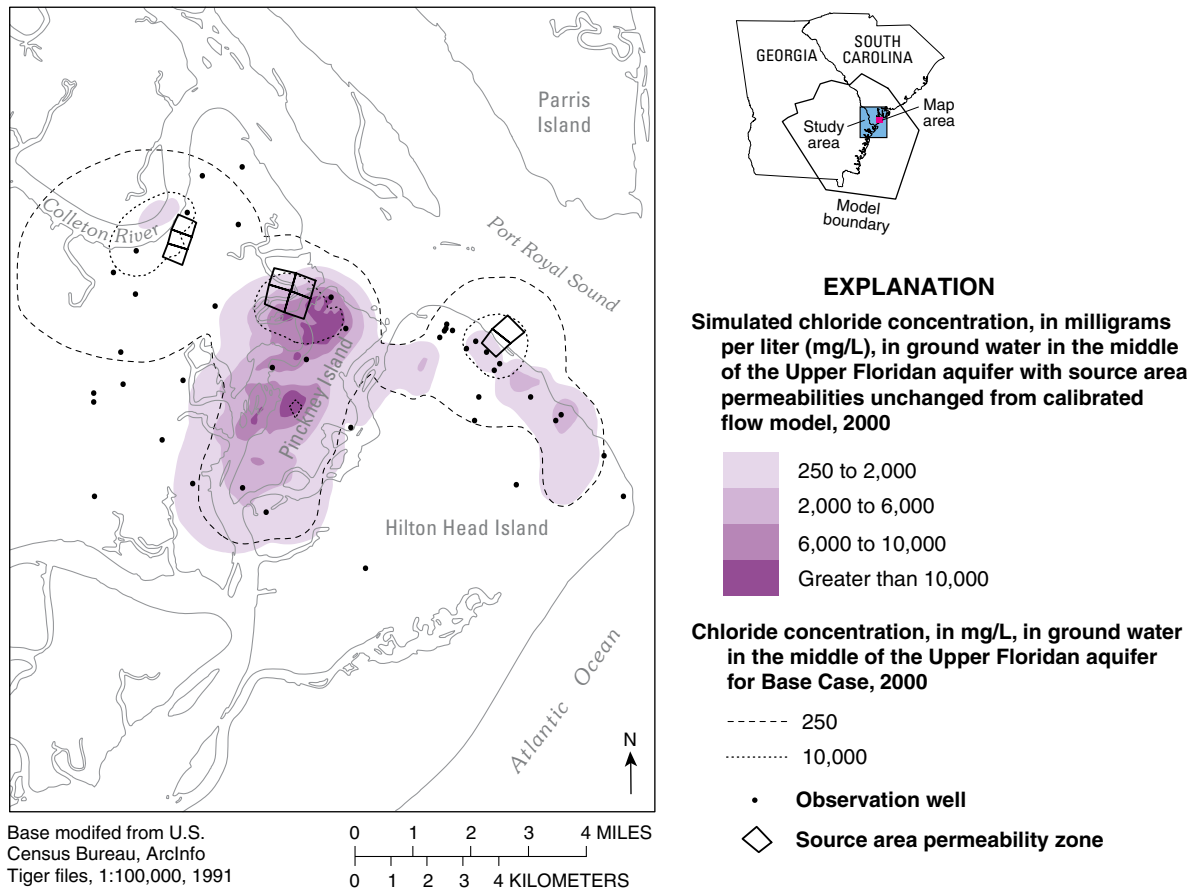 Parris
Island
Colleton River
Port Royal Sound
Pinckney Island
Hilton Head Island
Atlantic Ocean
N
Base modifed from U.S.
Census Bureau, ArcInfo
Tiger files, 1:100,000, 1991
0 1 2 3 4 MILES
0 1 2 3 4 KILOMETERS
GEORGIA
SOUTH
CAROLINA
Map
area
Study
area
Model
boundary
EXPLANATION
Simulated chloride concentration, in milligrams
per liter (mg/L), in ground water in the middle
of the Upper Floridan aquifer with source area
permeabilities unchanged from calibrated
flow model, 2000
250 to 2,000
2,000 to 6,000
6,000 to 10,000
Greater than 10,000
Chloride concentration, in mg/L, in ground water
in the middle of the Upper Floridan aquifer
for Base Case, 2000
250
10,000
Observation well
Source area permeability zone